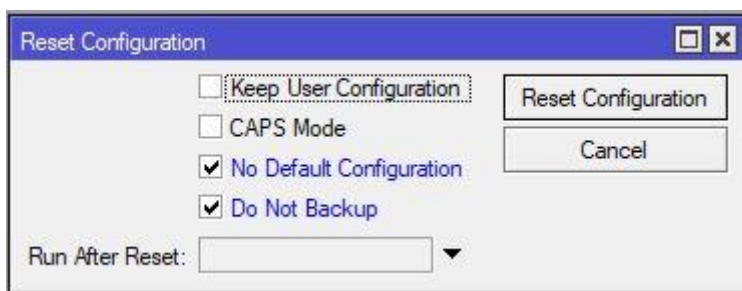 Reset Configuration
Keep User Configuration
Reset Configuration
CAPS Mode
Cancel
No Default Configuration
Do Not Backup
Run After Reset: